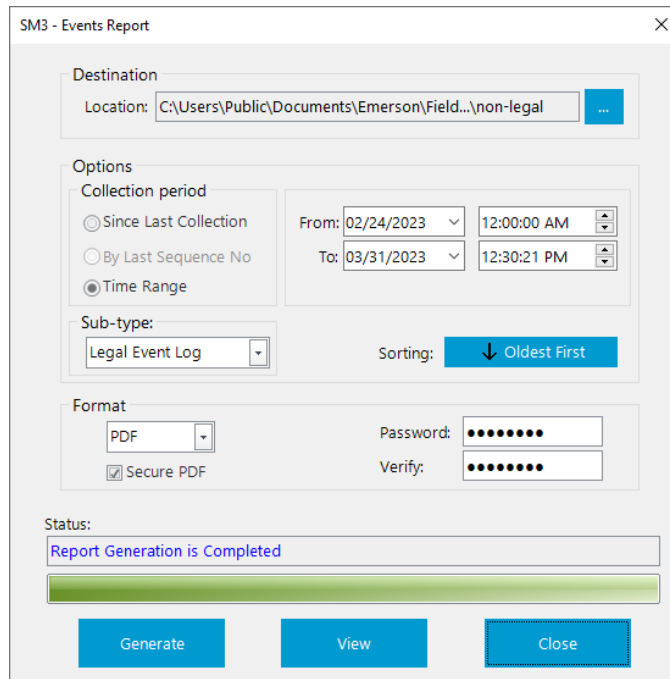 SM3 - Events Report
Destination
Location: C:\Users\Public\Documents\Emerson\Field...\non-legal ...
Options
Collection period
Since Last Collection
By Last Sequence No
Time Range
From: 02/24/2023 12:00:00 AM
To: 03/31/2023 12:30:21 PM
Sub-type:
Legal Event Log
Sorting: ↓ Oldest First
Format
PDF
Secure PDF
Password: ●●●●●●●●
Verify: ●●●●●●●●
Status:
Report Generation is Completed
Generate View Close